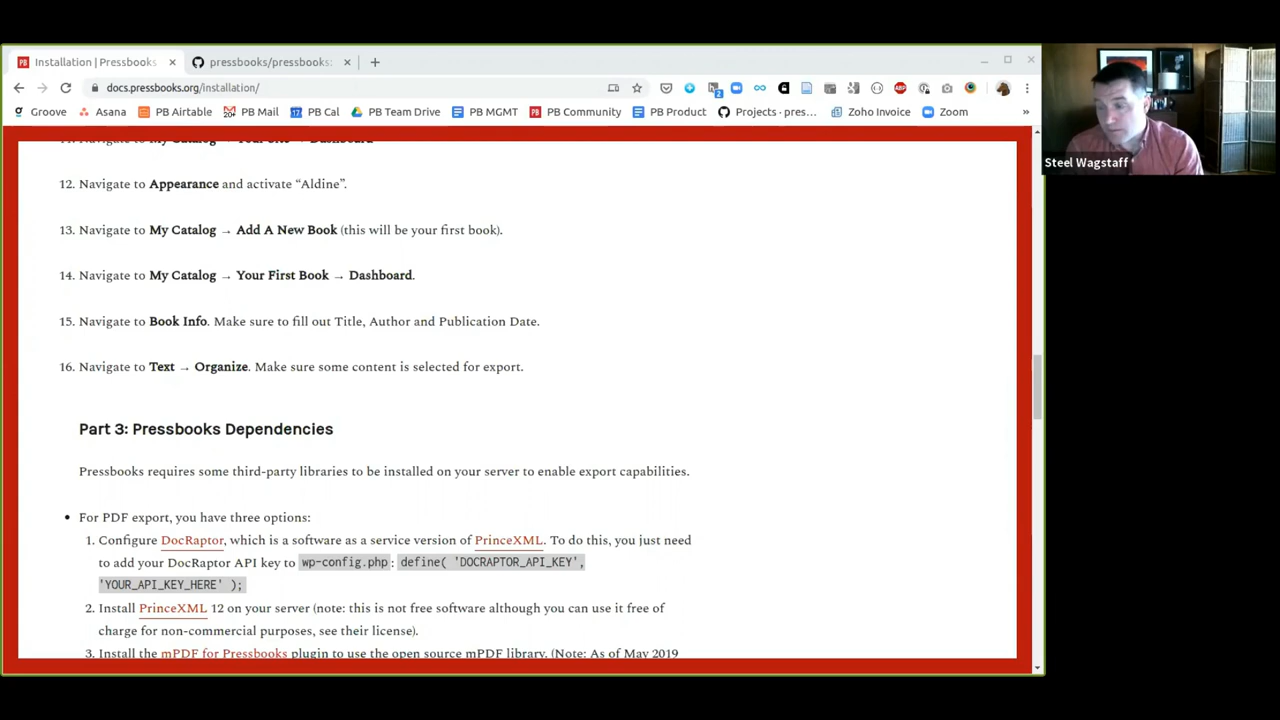 Installation | Pressbooks
pressbooks/pressbooks:
docs.pressbooks.org/installation/
2
Groove
Asana
PB Airtable
PB Mail
PB Cal
PB Team Drive
PB MGMT
PB Community
PB Product
Projects · pres…
Zoho Invoice
Zoom
»
Steel Wagstaff
11. Navigate to My Catalog → Your Site → Dashboard
12. Navigate to Appearance and activate “Aldine”.
13. Navigate to My Catalog → Add A New Book (this will be your first book).
14. Navigate to My Catalog → Your First Book → Dashboard.
15. Navigate to Book Info. Make sure to fill out Title, Author and Publication Date.
16. Navigate to Text → Organize. Make sure some content is selected for export.
Part 3: Pressbooks Dependencies
Pressbooks requires some third-party libraries to be installed on your server to enable export capabilities.
• For PDF export, you have three options:
1. Configure DocRaptor, which is a software as a service version of PrinceXML. To do this, you just need
to add your DocRaptor API key to wp-config.php: define( 'DOCRAPTOR_API_KEY',
'YOUR_API_KEY_HERE' );
2. Install PrinceXML 12 on your server (note: this is not free software although you can use it free of
charge for non-commercial purposes, see their license).
3. Install the mPDF for Pressbooks plugin to use the open source mPDF library. (Note: As of May 2019